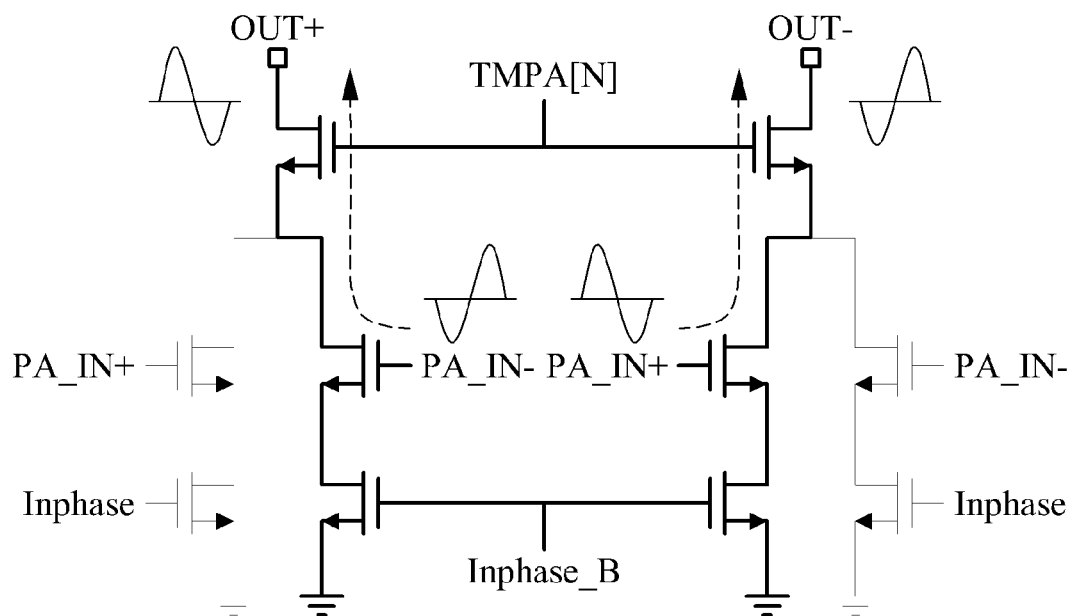 OUT+
OUT-
TMPA[N]
PA_IN+
PA_IN-
PA_IN+
PA_IN-
Inphase
Inphase
Inphase_B